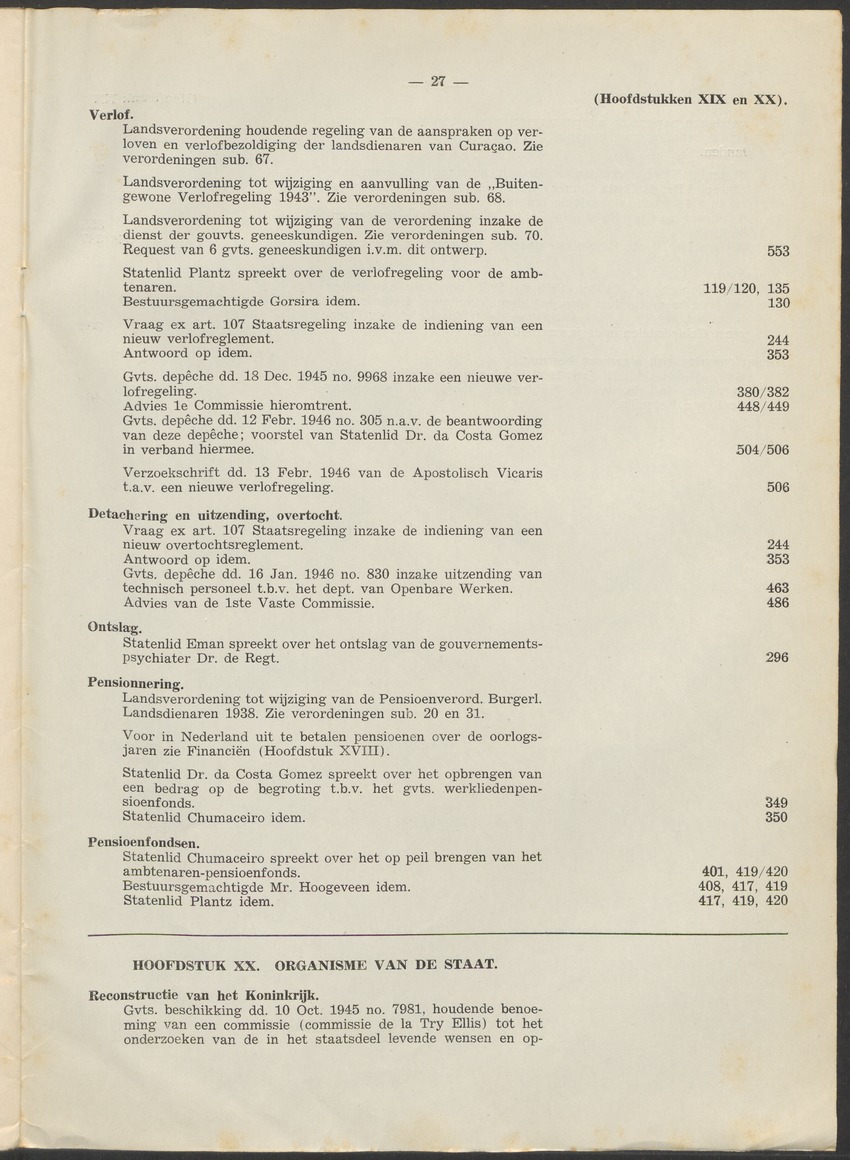 — 27 —
(Hoofdstukken XIX en XX).
Verlof.
Landsverordening houdende regeling van de aanspraken op ver-
loven en verlofbezoldiging der landsdienaren van Curaçao. Zie
verordeningen sub. 67.
Landsverordening tot wijziging en aanvulling van de „Buiten-
gewone Verlofregeling 1943”. Zie verordeningen sub. 68.
Landsverordening tot wijziging van de verordening inzake de
dienst der gouvts. geneeskundigen. Zie verordeningen sub. 70.
Request van 6 gvts. geneeskundigen i.v.m. dit ontwerp. 553
Statenlid Plantz spreekt over de verlofregeling voor de amb-
tenaren. 119/120, 135
Bestuursgemachtigde Gorsira idem. 130
Vraag ex art. 107 Staatsregeling inzake de indiening van een
nieuw verlofreglement. 244
Antwoord op idem. 353
Gvts. depêche dd. 18 Dec. 1945 no. 9968 inzake een nieuwe ver-
lofregeling. 380/382
Advies 1e Commissie hieromtrent. 448/449
Gvts. depêche dd. 12 Febr. 1946 no. 305 n.a.v. de beantwoording
van deze depêche; voorstel van Statenlid Dr. da Costa Gomez
in verband hiermee. 504/506
Verzoekschrift dd. 13 Febr. 1946 van de Apostolisch Vicaris
t.a.v. een nieuwe verlofregeling. 506
Detachering en uitzending, overtocht.
Vraag ex art. 107 Staatsregeling inzake de indiening van een
nieuw overtochtsreglement. 244
Antwoord op idem. 353
Gvts. depêche dd. 16 Jan. 1946 no. 830 inzake uitzending van
technisch personeel t.b.v. het dept. van Openbare Werken. 463
Advies van de 1ste Vaste Commissie. 486
Ontslag.
Statenlid Eman spreekt over het ontslag van de gouvernements-
psychiater Dr. de Regt. 296
Pensionnering.
Landsverordening tot wijziging van de Pensioenverord. Burgerl.
Landsdienaren 1938. Zie verordeningen sub. 20 en 31.
Voor in Nederland uit te betalen pensioenen over de oorlogs-
jaren zie Financiën (Hoofdstuk XVIII).
Statenlid Dr. da Costa Gomez spreekt over het opbrengen van
een bedrag op de begroting t.b.v. het gvts. werkliedenpen-
sioenfonds. 349
Statenlid Chumaceiro idem. 350
Pensioenfondsen.
Statenlid Chumaceiro spreekt over het op peil brengen van het
ambtenaren-pensioenfonds. 401, 419/420
Bestuursgemachtigde Mr. Hoogeveen idem. 408, 417, 419
Statenlid Plantz idem. 417, 419, 420
HOOFDSTUK XX. ORGANISME VAN DE STAAT.
Reconstructie van het Koninkrijk.
Gvts. beschikking dd. 10 Oct. 1945 no. 7981, houdende benoe-
ming van een commissie (commissie de la Try Ellis) tot het
onderzoeken van de in het staatsdeel levende wensen en op-